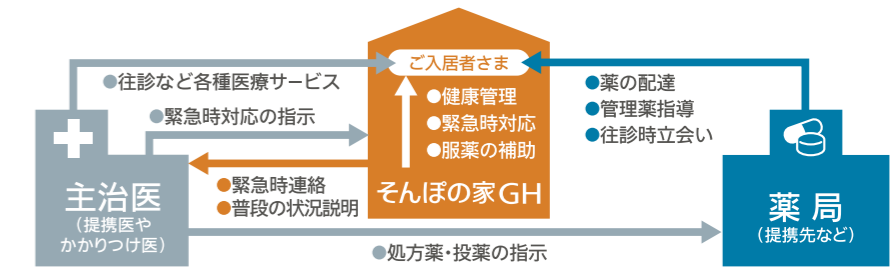 ご入居者さま
●往診など各種医療サービス
●緊急時対応の指示
●健康管理
●緊急時対応
●服薬の補助
●薬の配達
●管理薬指導
●往診時立会い
主治医
（提携医や
かかりつけ医）
●緊急時連絡
●普段の状況説明
そんぽの家GH
薬局
（提携先など）
●処方薬・投薬の指示